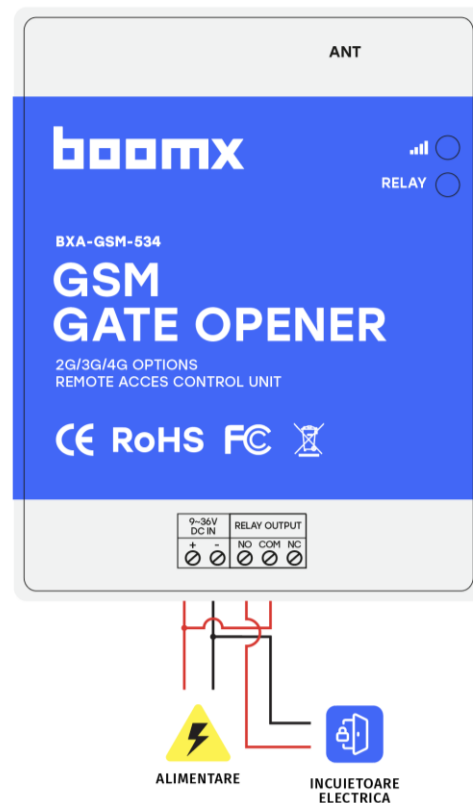 ANT
boomx
RELAY
BXA-GSM-534
GSM
GATE OPENER
2G/3G/4G OPTIONS
REMOTE ACCES CONTROL UNIT
CE RoHS FC
9~36V
DC IN
RELAY OUTPUT
+ - NO COM NC
ALIMENTARE
INCUIETOARE
ELECTRICA